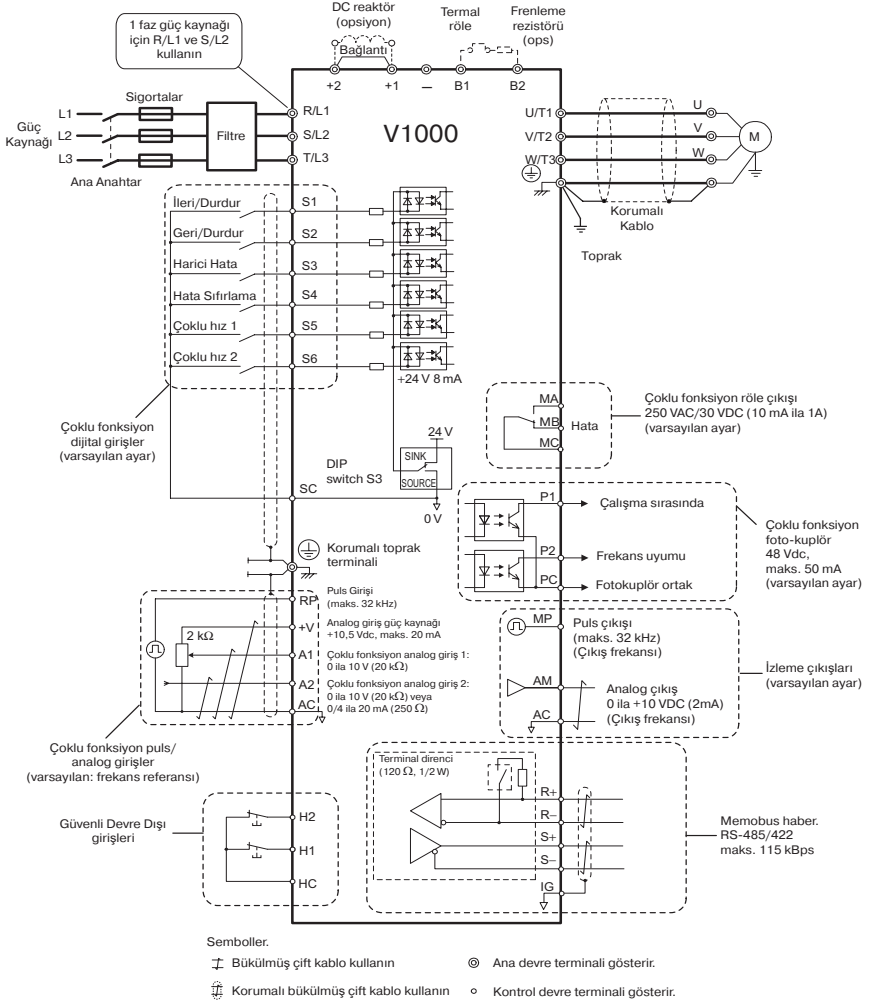 DC reaktör
(opsiyon)
Termal
röle
Frenleme
rezistörü
(ops)
1 faz güç kaynağı
için R/L1 ve S/L2
kullanın
Bağlantı
+2
+1
–
B1
B2
Sigortalar
L1
Güç
Kaynağı
L2
L3
Filtre
Ana Anahtar
R/L1
S/L2
T/L3
V1000
U/T1
V/T2
W/T3
U
V
W
M
Korumalı
Kablo
Toprak
İleri/Durdur
S1
Geri/Durdur
S2
Harici Hata
S3
Hata Sıfırlama
S4
Çoklu hız 1
S5
Çoklu hız 2
S6
+24 V 8 mA
Çoklu fonksiyon
dijital girişler
(varsayılan ayar)
24 V
SINK
SOURCE
DIP
switch S3
SC
0 V
MA
MB
MC
Hata
Çoklu fonksiyon röle çıkışı
250 VAC/30 VDC (10 mA ila 1A)
(varsayılan ayar)
P1
Çalışma sırasında
P2
Frekans uyumu
PC
Fotokuplör ortak
Çoklu fonksiyon
foto-kuplör
48 Vdc,
maks. 50 mA
(varsayılan ayar)
Korumalı toprak
terminali
RP
Puls Girişi
(maks. 32 kHz)
+V
Analog giriş güç kaynağı
+10,5 Vdc, maks. 20 mA
2 kΩ
A1
Çoklu fonksiyon analog giriş 1:
0 ila 10 V (20 kΩ)
A2
Çoklu fonksiyon analog giriş 2:
0 ila 10 V (20 kΩ) veya
0/4 ila 20 mA (250 Ω)
AC
Çoklu fonksiyon puls/
analog girişler
(varsayılan: frekans referansı)
MP
Puls çıkışı
(maks. 32 kHz)
(Çıkış frekansı)
AM
Analog çıkış
0 ila +10 VDC (2mA)
(Çıkış frekansı)
AC
İzleme çıkışları
(varsayılan ayar)
Terminal direnci
(120 Ω, 1/2 W)
R+
R–
S+
S–
IG
Memobus haber.
RS-485/422
maks. 115 kBps
Güvenli Devre Dışı
girişleri
H2
H1
HC
Semboller.
Bükülmüş çift kablo kullanın
Ana devre terminali gösterir.
Korumalı bükülmüş çift kablo kullanın
Kontrol devre terminali gösterir.